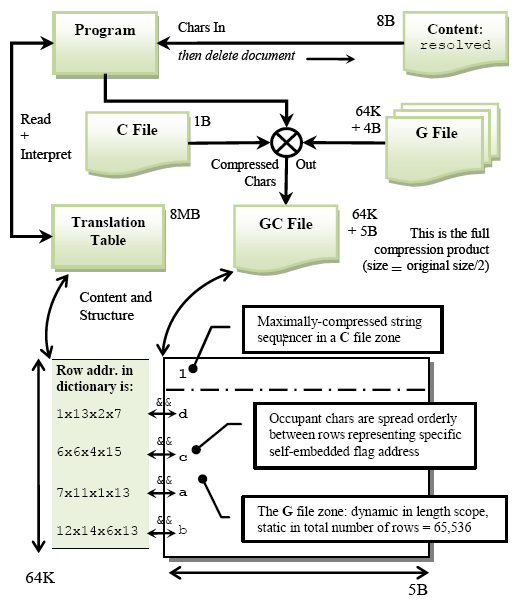 Program
Chars In
8B
Content:
resolved
then delete document
Read
+
Interpret
C File
1B
64K
+ 4B
G File
Compressed
Chars
Out
Translation
Table
8MB
GC File
64K
+ 5B
This is the full
compression product
(size = original size/2)
Content and
Structure
Maximally-compressed string
sequencer in a C file zone
Row addr. in
dictionary is:
1
1x13x2x7
&&
d
6x6x4x15
&&
c
7x11x1x13
&&
a
12x14x6x13
&&
b
Occupant chars are spread orderly
between rows representing specific
self-embedded flag address
The G file zone: dynamic in length scope,
static in total number of rows = 65,536
64K
5B